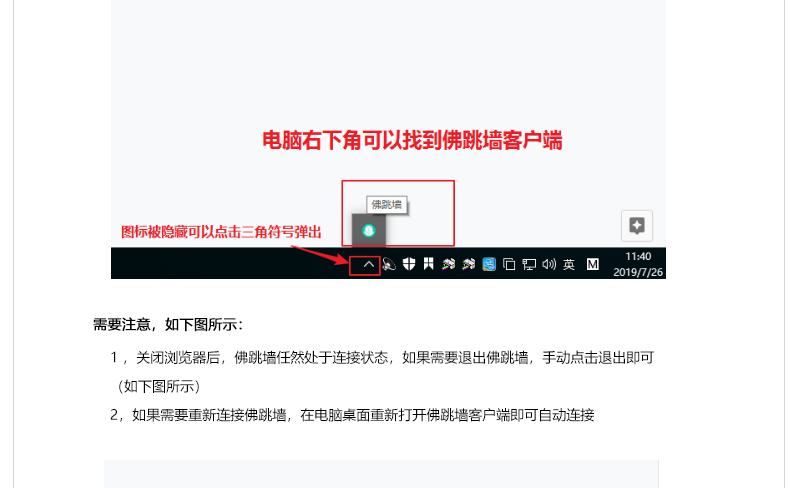 电脑右下角可以找到佛跳墙客户端
佛跳墙
图标被隐藏可以点击三角符号弹出
英
M
11:40
2019/7/26
需要注意，如下图所示：
1 ，关闭浏览器后，佛跳墙任然处于连接状态，如果需要退出佛跳墙，手动点击退出即可
（如下图所示）
2，如果需要重新连接佛跳墙，在电脑桌面重新打开佛跳墙客户端即可自动连接